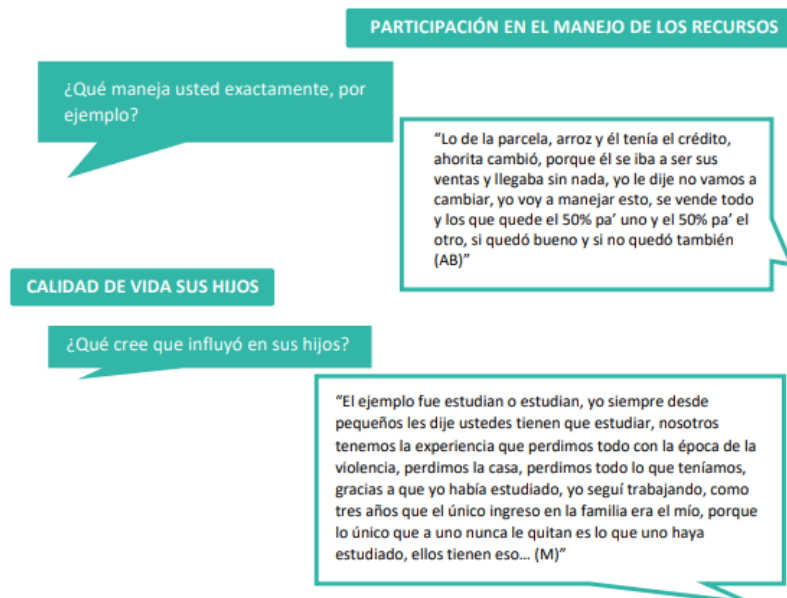 PARTICIPACIÓN EN EL MANEJO DE LOS RECURSOS
¿Qué maneja usted exactamente, por
ejemplo?
“Lo de la parcela, arroz y él tenía el crédito,
ahorita cambió, porque él se iba a ser sus
ventas y llegaba sin nada, yo le dije no vamos a
cambiar, yo voy a manejar esto, se vende todo
y los que quede el 50% pa’ uno y el 50% pa’ el
otro, si quedó bueno y si no quedó también
(AB)”
CALIDAD DE VIDA SUS HIJOS
¿Qué cree que influyó en sus hijos?
“El ejemplo fue estudian o estudian, yo siempre desde
pequeños les dije ustedes tienen que estudiar, nosotros
tenemos la experiencia que perdimos todo con la época de la
violencia, perdimos la casa, perdimos todo lo que teníamos,
gracias a que yo había estudiado, yo seguí trabajando, como
tres años que el único ingreso en la familia era el mío, porque
lo único que a uno nunca le quitan es lo que uno haya
estudiado, ellos tienen eso... (M)”